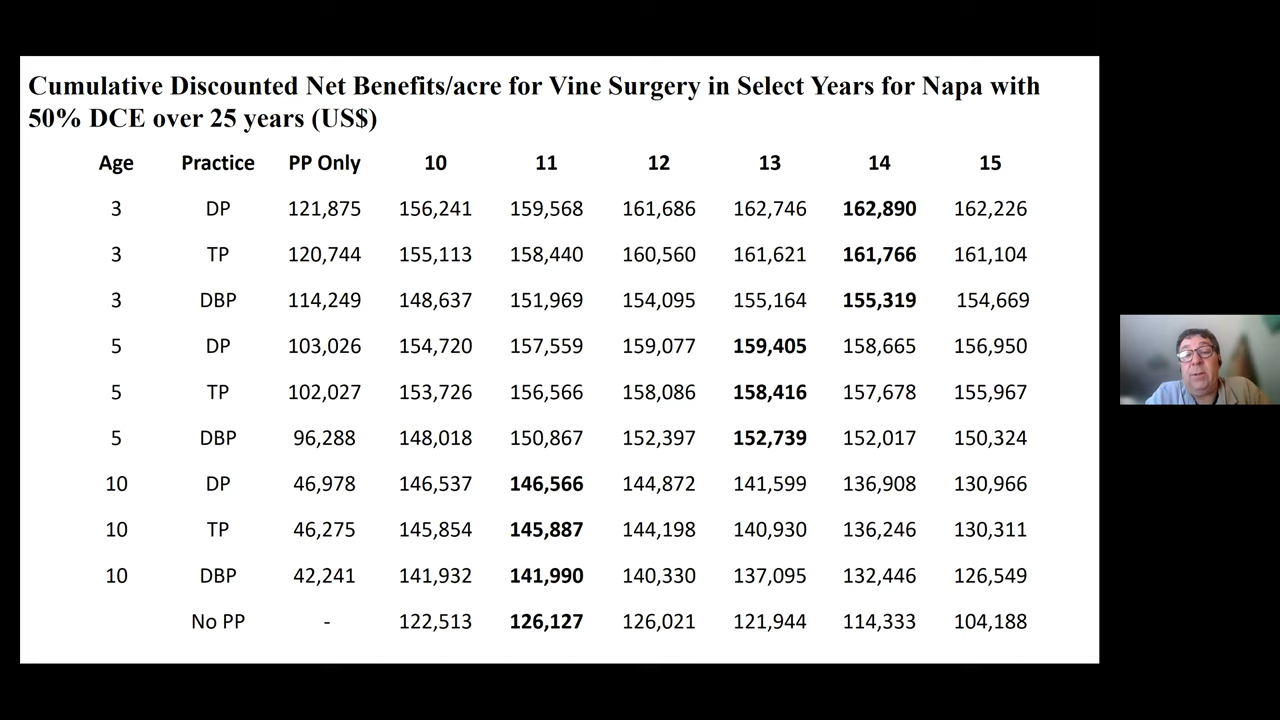 Cumulative Discounted Net Benefits/acre for Vine Surgery in Select Years for Napa with
50% DCE over 25 years (US$)
Age Practice PP Only 10 11 12 13 14 15
3 DP 121,875 156,241 159,568 161,686 162,746 162,890 162,226
3 TP 120,744 155,113 158,440 160,560 161,621 161,766 161,104
3 DBP 114,249 148,637 151,969 154,095 155,164 155,319 154,669
5 DP 103,026 154,720 157,559 159,077 159,405 158,665 156,950
5 TP 102,027 153,726 156,566 158,086 158,416 157,678 155,967
5 DBP 96,288 148,018 150,867 152,397 152,739 152,017 150,324
10 DP 46,978 146,537 146,566 144,872 141,599 136,908 130,966
10 TP 46,275 145,854 145,887 144,198 140,930 136,246 130,311
10 DBP 42,241 141,932 141,990 140,330 137,095 132,446 126,549
No PP - 122,513 126,127 126,021 121,944 114,333 104,188